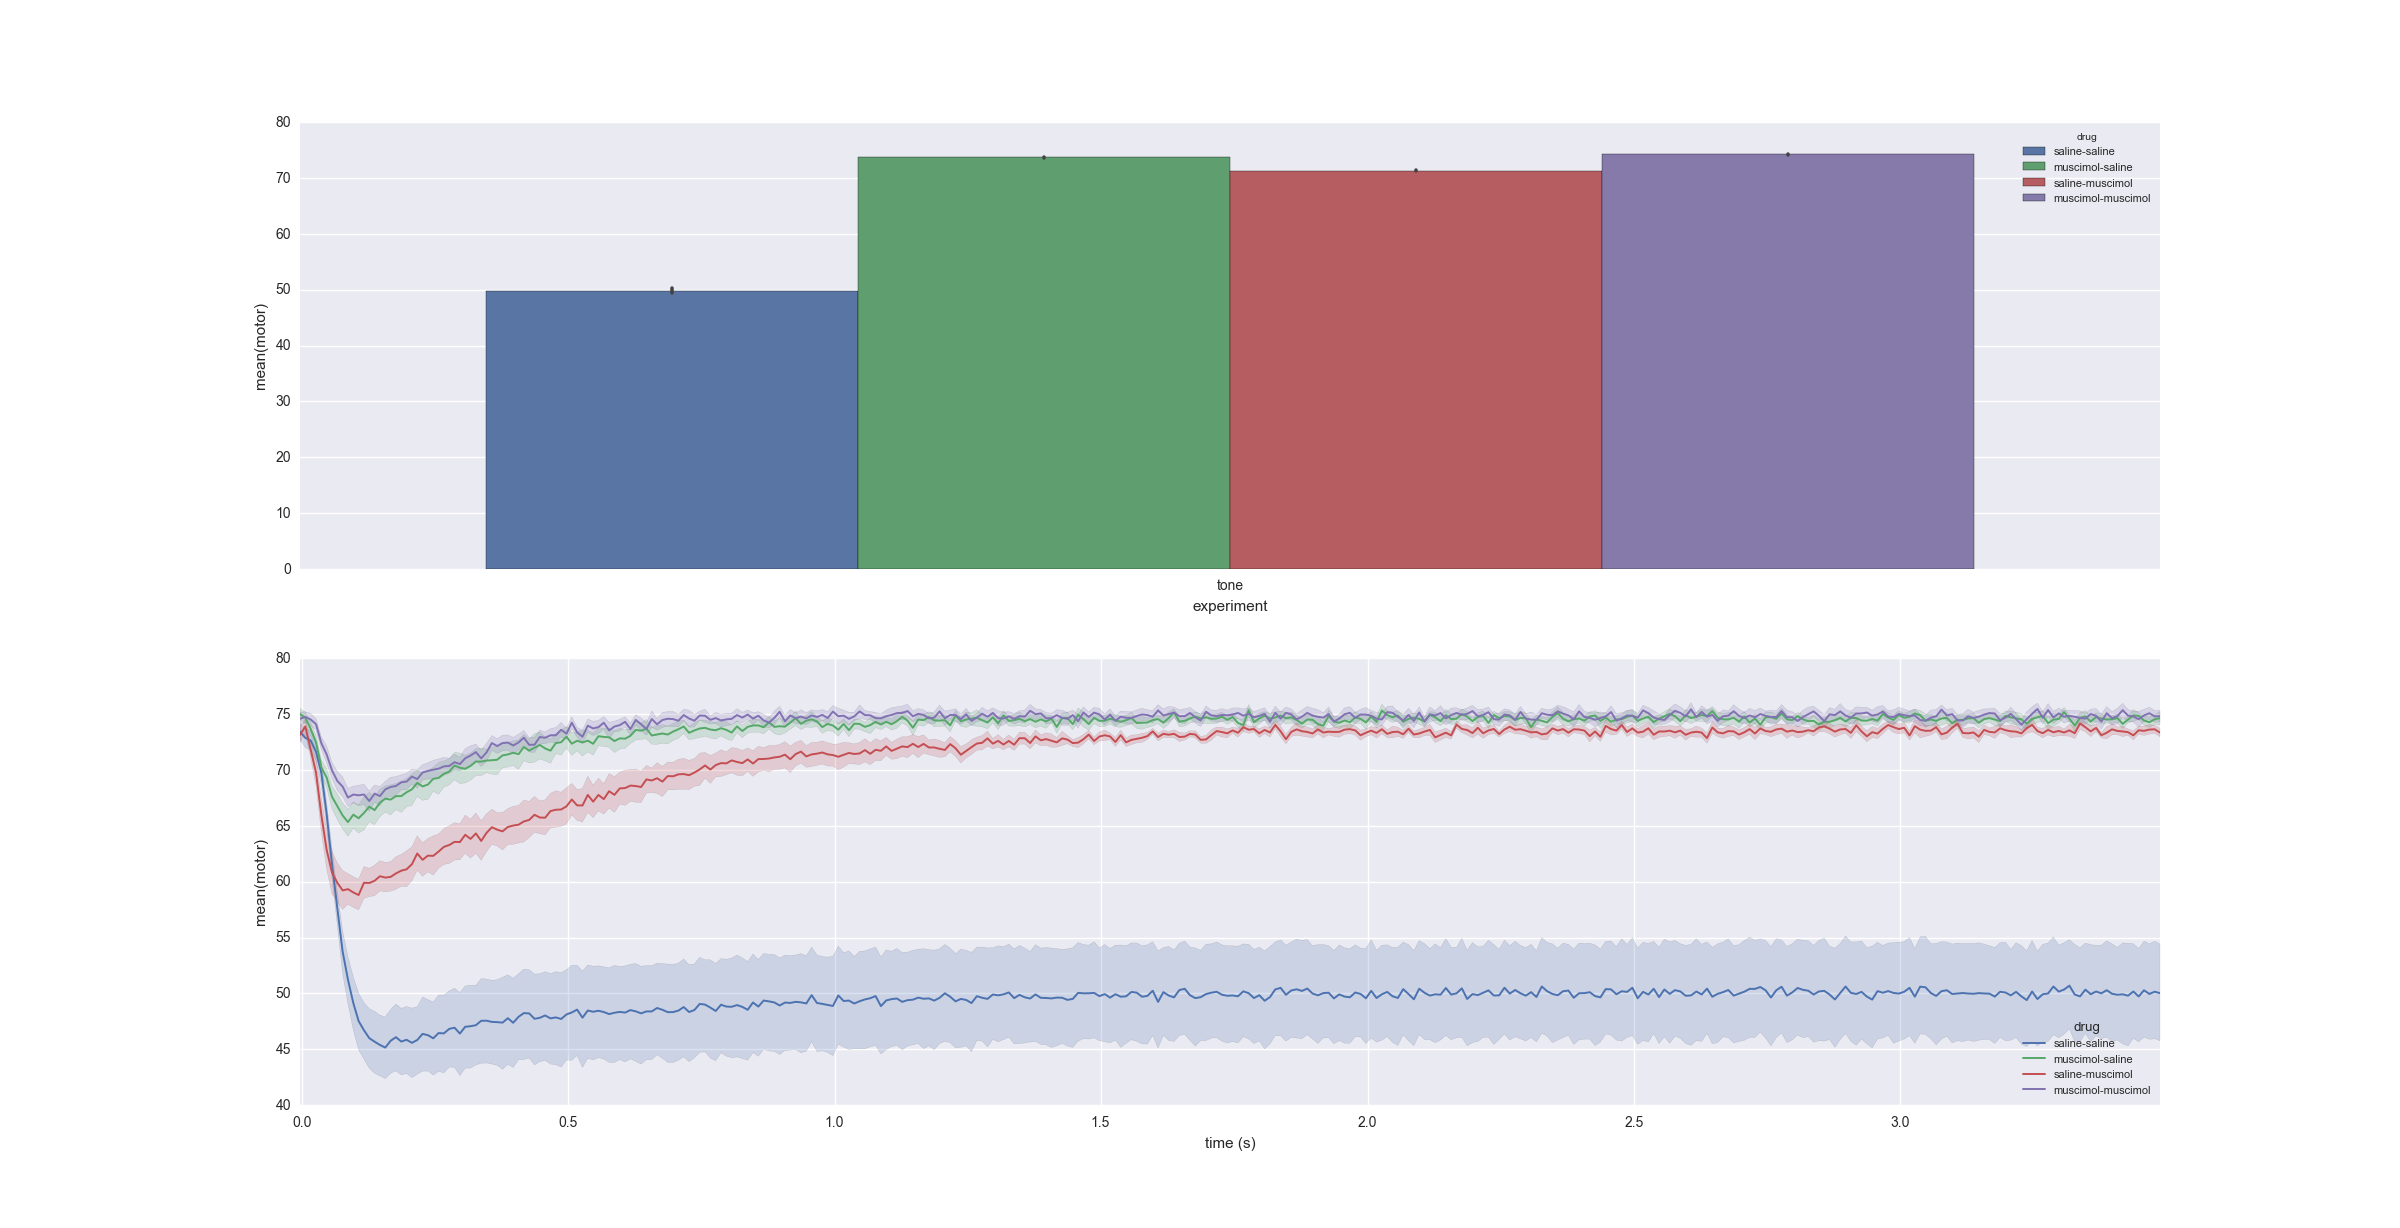 80
70
60
50
40
30
20
10
0
mean(motor)
drug
saline-saline
muscimol-saline
saline-muscimol
muscimol-muscimol
tone
experiment
80
75
70
65
60
55
50
45
40
mean(motor)
drug
saline-saline
muscimol-saline
saline-muscimol
muscimol-muscimol
0.0 0.5 1.0 1.5 2.0 2.5 3.0
time (s)